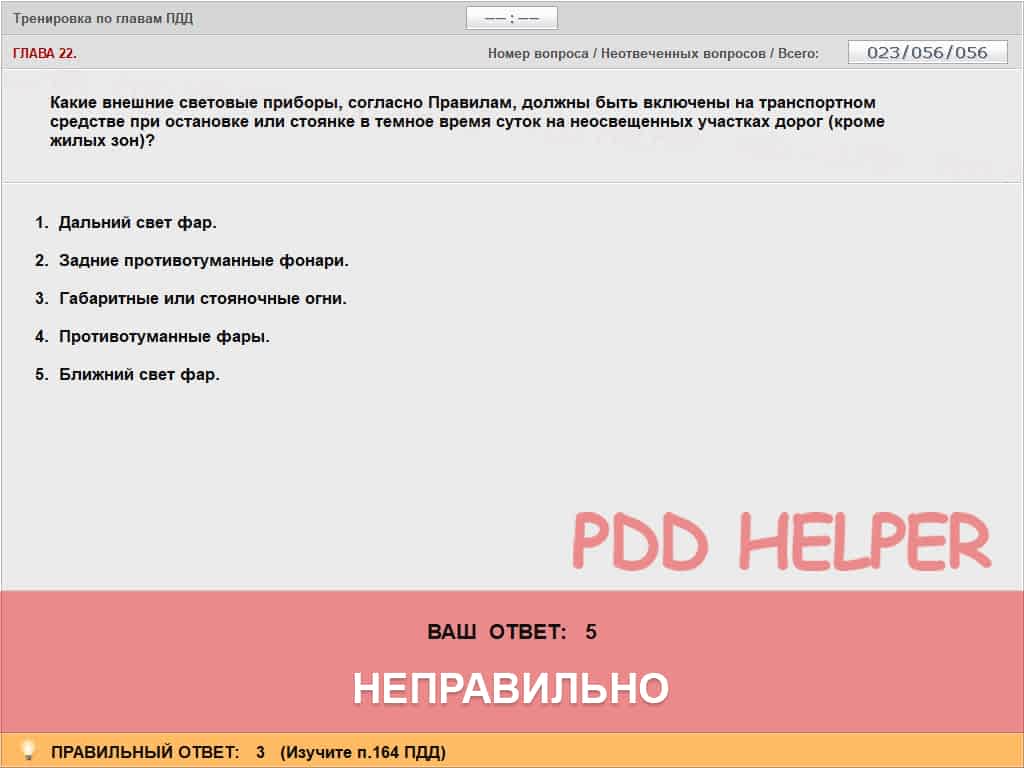 Тренировка по главам ПДД
—— : ——
ГЛАВА 22.
Номер вопроса / Неотвеченных вопросов / Всего:
023/056/056
Какие внешние световые приборы, согласно Правилам, должны быть включены на транспортном
средстве при остановке или стоянке в темное время суток на неосвещенных участках дорог (кроме
жилых зон)?
1. Дальний свет фар.
2. Задние противотуманные фонари.
3. Габаритные или стояночные огни.
4. Противотуманные фары.
5. Ближний свет фар.
PDD HELPER
ВАШ ОТВЕТ: 5
НЕПРАВИЛЬНО
ПРАВИЛЬНЫЙ ОТВЕТ: 3 (Изучите п.164 ПДД)